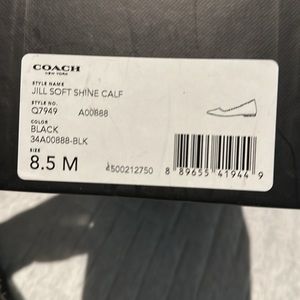 COACH
NEW YORK
STYLE NAME
JILL SOFT SHINE CALF
STYLE NO.
Q7949 A00888
COLOR
BLACK
34A00888-BLK
SIZE
8.5 M
4500212750
8 89655 41944 9